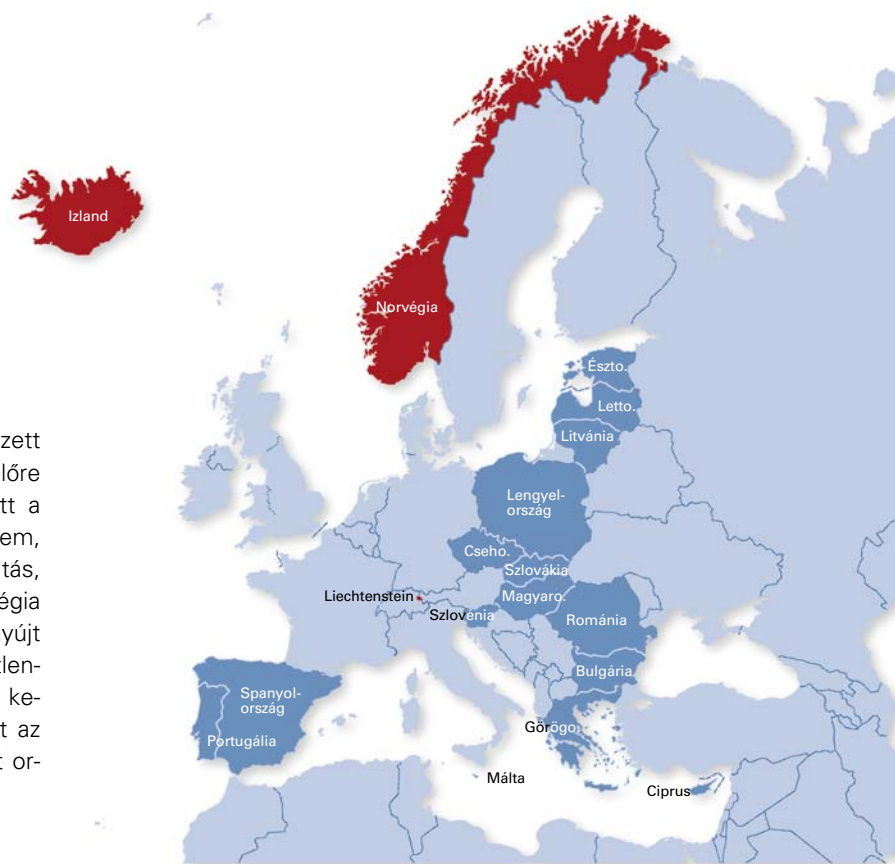 Izland
Norvégia
Észto.
Letto.
Litvánia
Lengyel-
ország
Cseho.
Szlovákia
Magyaro.
Liechtenstein
Szlovénia
Románia
Bulgária
Spanyol-
ország
Portugália
Görögo.
Málta
Ciprus
zett
lőre
tt a
em,
tás,
égia
yújt
tlen-
ke-
t az
t or-